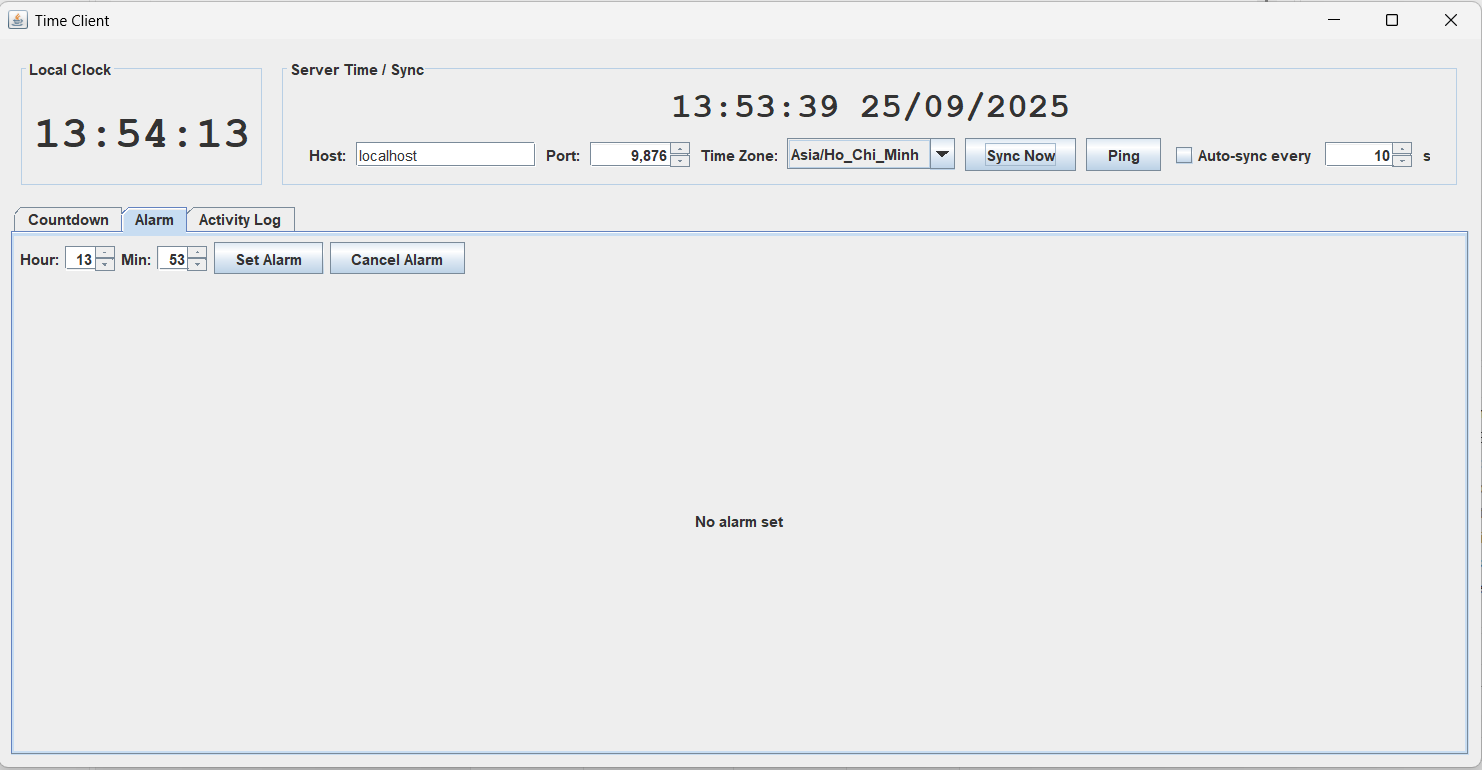 Time Client
Local Clock
13:54:13
Server Time / Sync
13:53:39 25/09/2025
Host: localhost Port: 9,876 Time Zone: Asia/Ho_Chi_Minh Sync Now Ping Auto-sync every 10 s
Countdown Alarm Activity Log
Hour: 13 Min: 53 Set Alarm Cancel Alarm
No alarm set